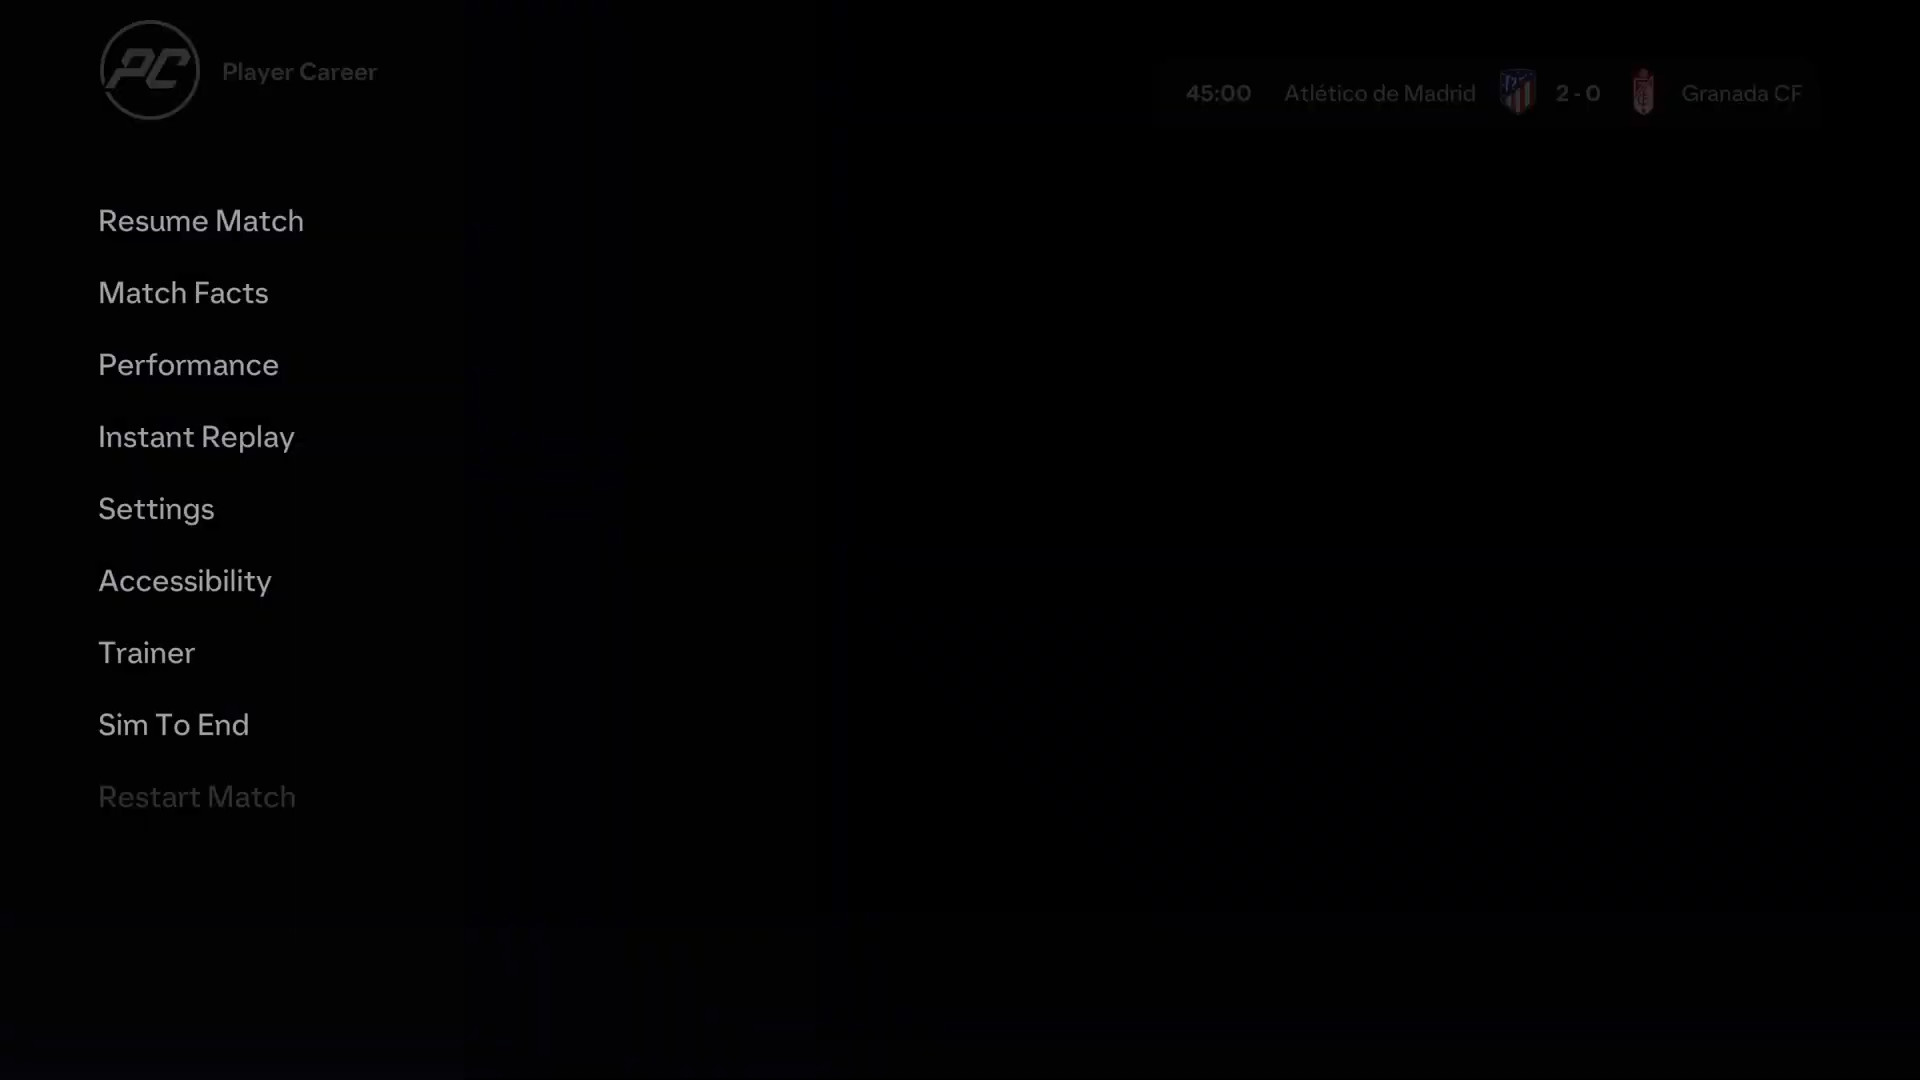 PC Player Career
45:00 Atlético de Madrid 2 - 0 Granada CF
Resume Match
Match Facts
Performance
Instant Replay
Settings
Accessibility
Trainer
Sim To End
Restart Match